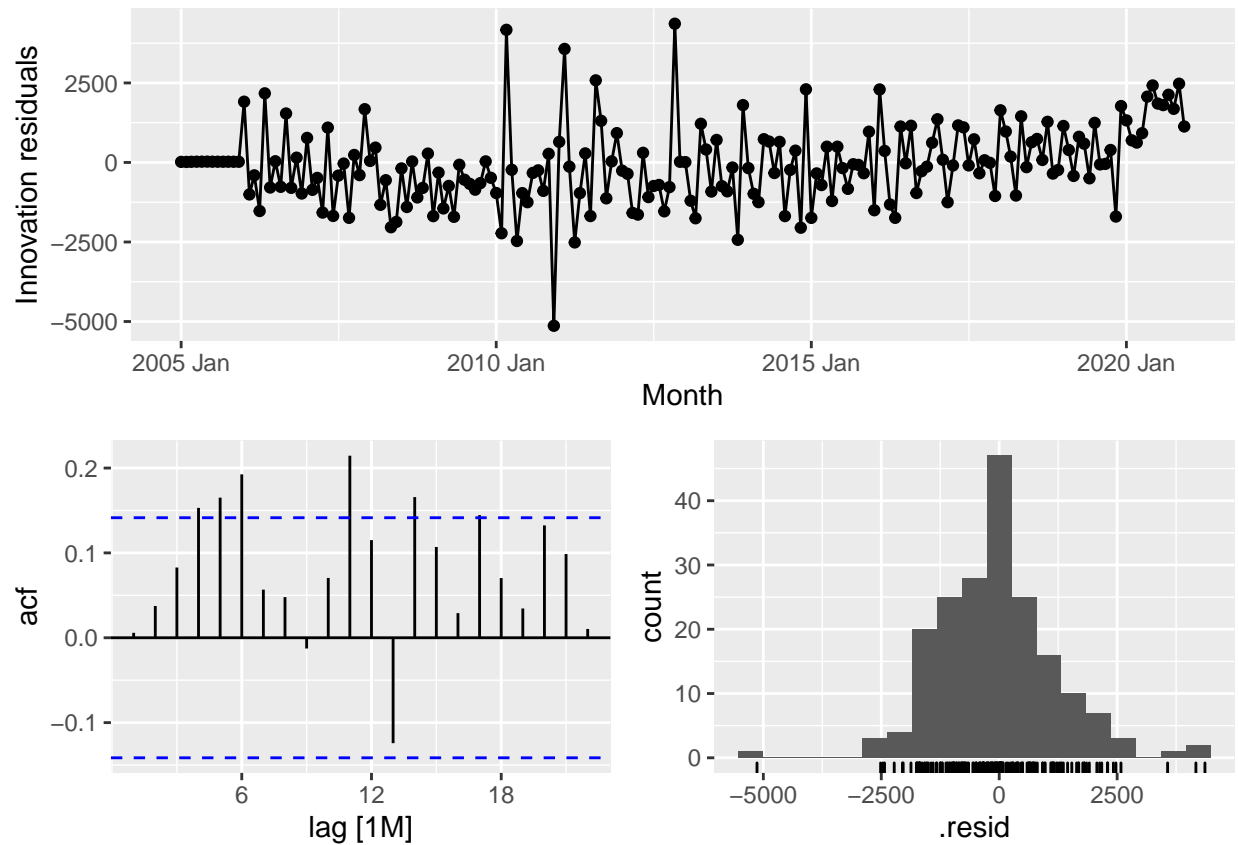 Innovation residuals
2500
0
−2500
−5000
2005 Jan
2010 Jan
2015 Jan
2020 Jan
Month
acf
0.2
0.1
0.0
−0.1
6
12
18
lag [1M]
count
40
30
20
10
0
−5000
−2500
0
2500
.resid